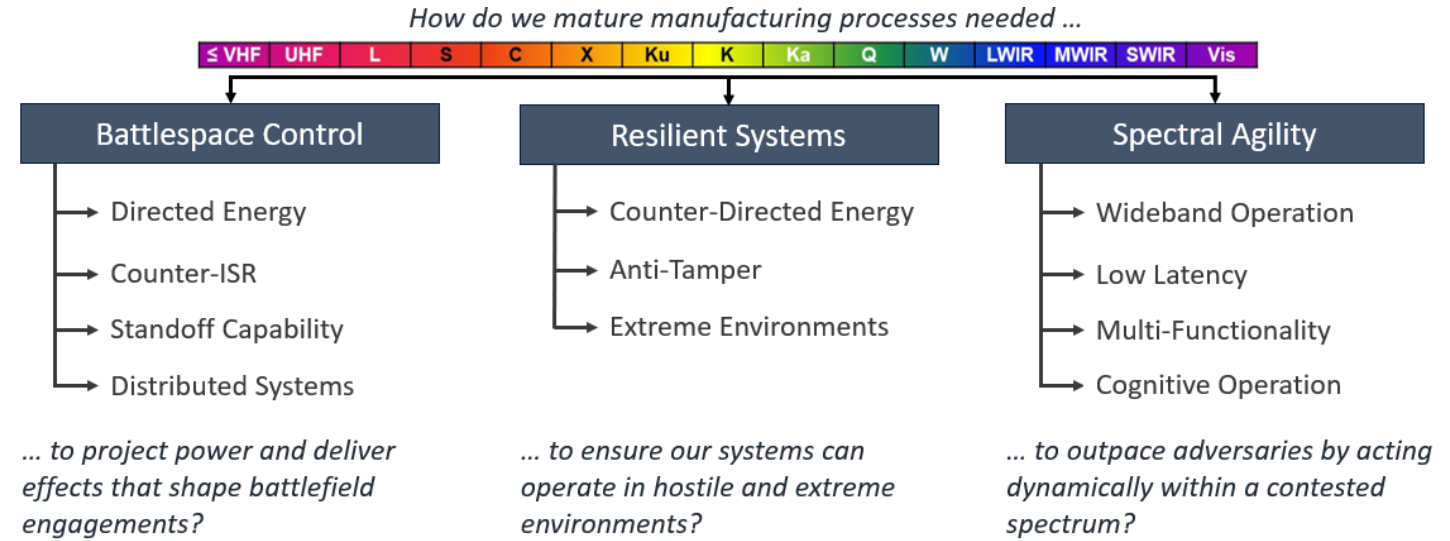 How do we mature manufacturing processes needed ...
≤ VHF UHF L S C X Ku K Ka Q W LWIR MWIR SWIR Vis
Battlespace Control
Directed Energy
Counter-ISR
Standoff Capability
Distributed Systems
... to project power and deliver
effects that shape battlefield
engagements?
Resilient Systems
Counter-Directed Energy
Anti-Tamper
Extreme Environments
... to ensure our systems can
operate in hostile and extreme
environments?
Spectral Agility
Wideband Operation
Low Latency
Multi-Functionality
Cognitive Operation
... to outpace adversaries by acting
dynamically within a contested
spectrum?